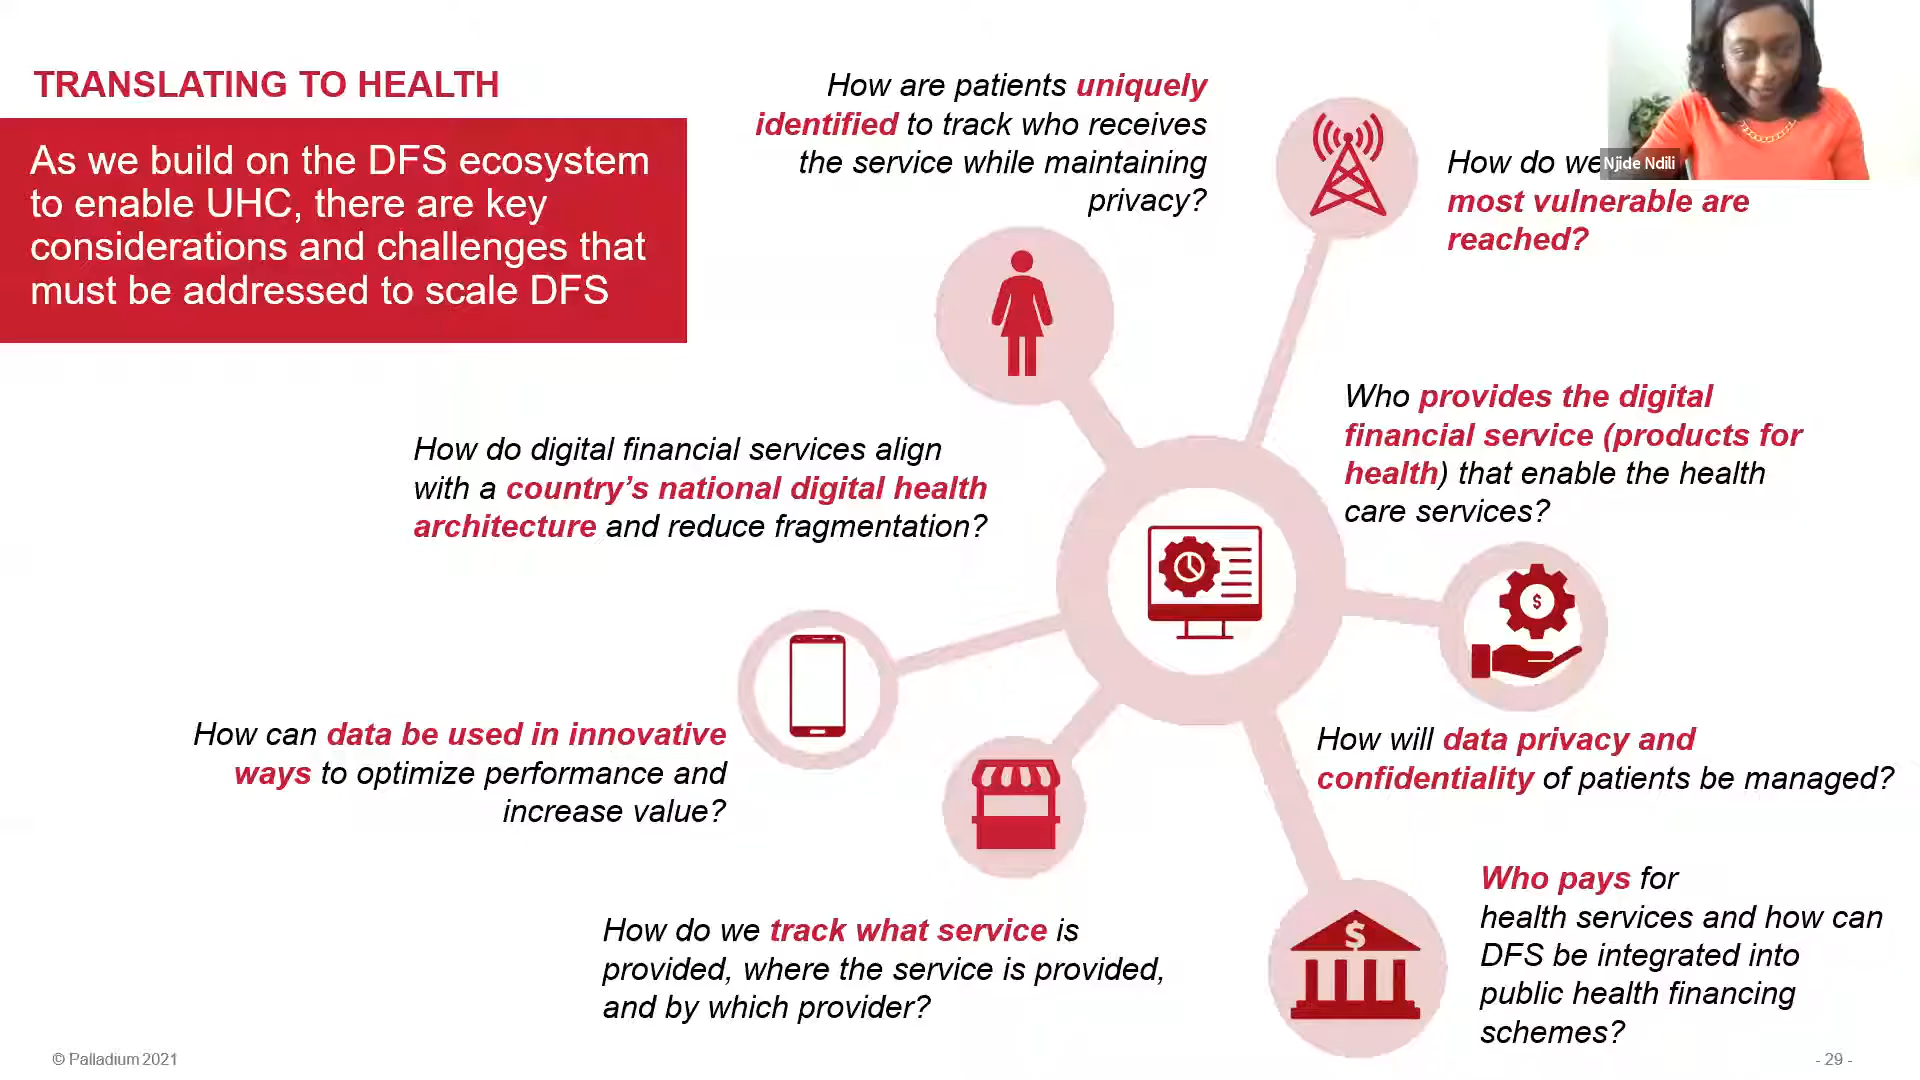 TRANSLATING TO HEALTH
As we build on the DFS ecosystem
to enable UHC, there are key
considerations and challenges that
must be addressed to scale DFS
How are patients uniquely
identified to track who receives
the service while maintaining
privacy?
How do we
most vulnerable are
reached?
Njide Ndili
Who provides the digital
financial service (products for
health) that enable the health
care services?
How do digital financial services align
with a country's national digital health
architecture and reduce fragmentation?
$
How can data be used in innovative
ways to optimize performance and
increase value?
How will data privacy and
confidentiality of patients be managed?
How do we track what service is
provided, where the service is provided,
and by which provider?
$
Who pays for
health services and how can
DFS be integrated into
public health financing
schemes?
© Palladium 2021
- 29 -